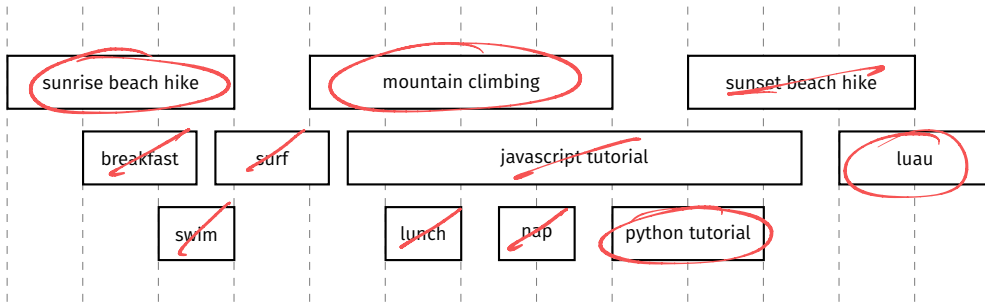 sunrise beach hike
mountain climbing
sunset beach hike
breakfast
surf
javascript tutorial
luau
swim
lunch
nap
python tutorial